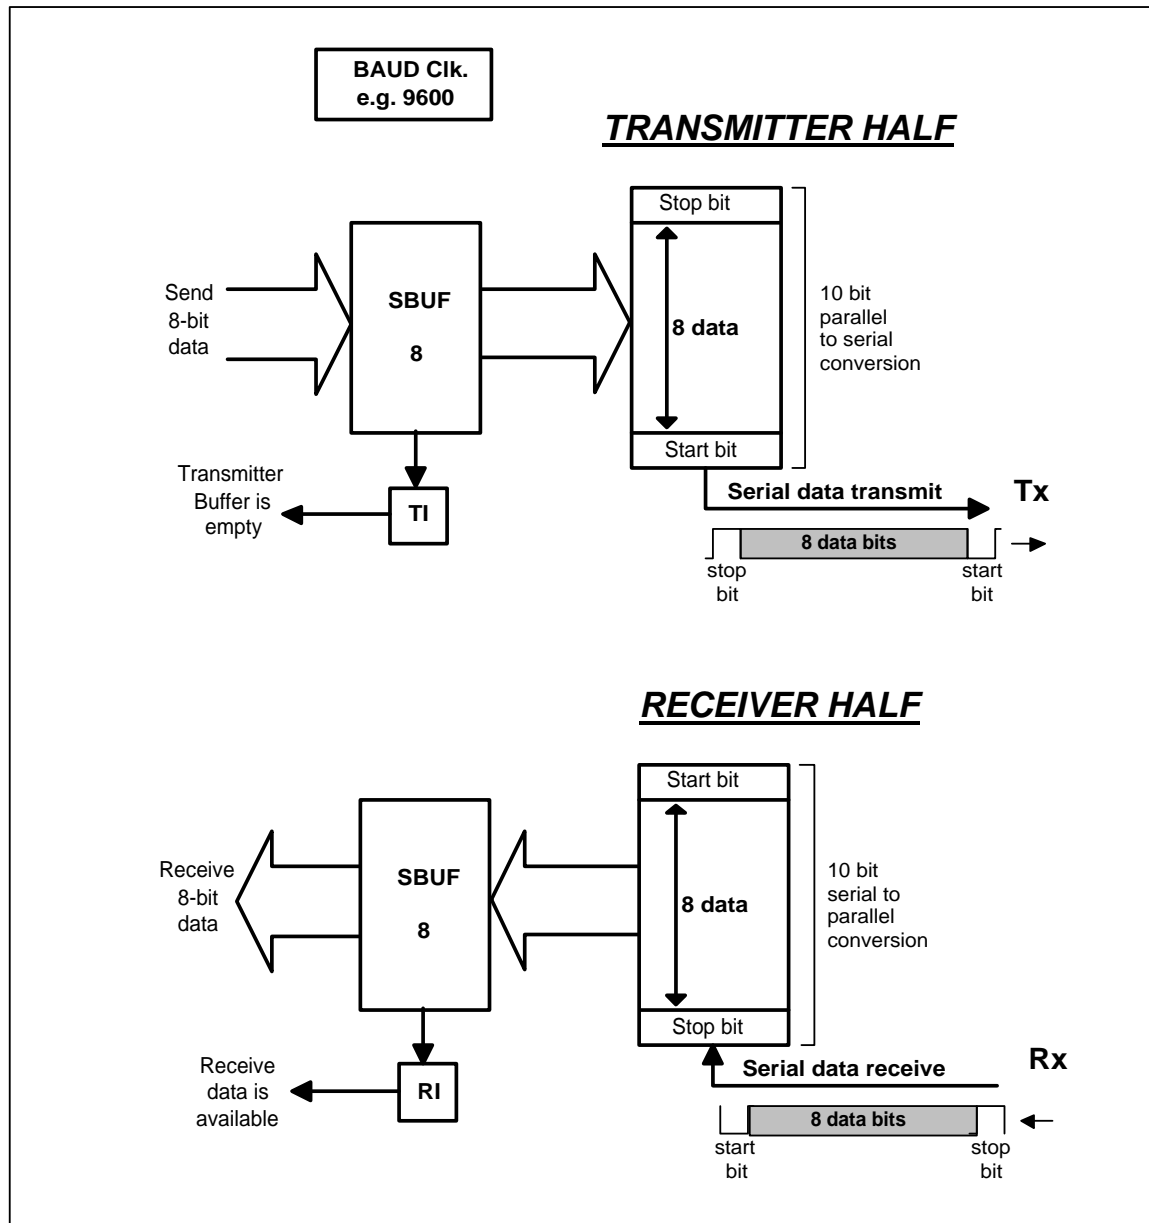 BAUD Clk.
e.g. 9600
TRANSMITTER HALF
Stop bit
Send
8-bit
data
SBUF
8
8 data
10 bit
parallel
to serial
conversion
Start bit
Transmitter
Buffer is
empty
TI
Serial data transmit
Tx
8 data bits
stop
bit
start
bit
RECEIVER HALF
Start bit
Receive
8-bit
data
SBUF
8
8 data
10 bit
serial to
parallel
conversion
Stop bit
Receive
data is
available
RI
Serial data receive
Rx
8 data bits
start
bit
stop
bit